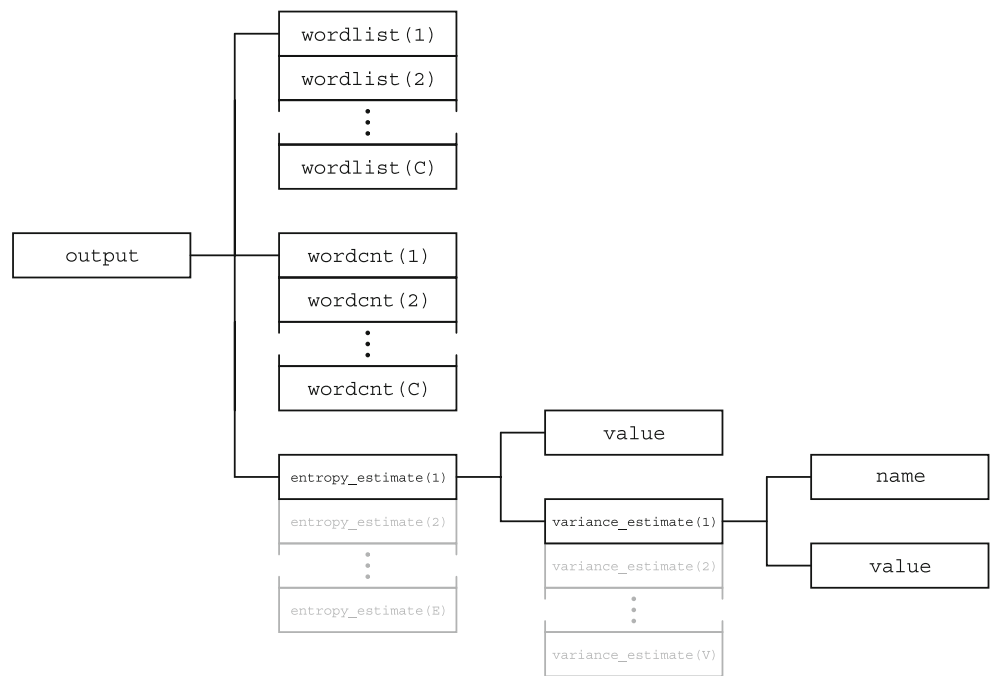 wordlist(1)
wordlist(2)
wordlist(C)
output
wordcnt(1)
wordcnt(2)
wordcnt(C)
entropy_estimate(1)
entropy_estimate(2)
entropy_estimate(E)
value
variance_estimate(1)
variance_estimate(2)
variance_estimate(V)
name
value